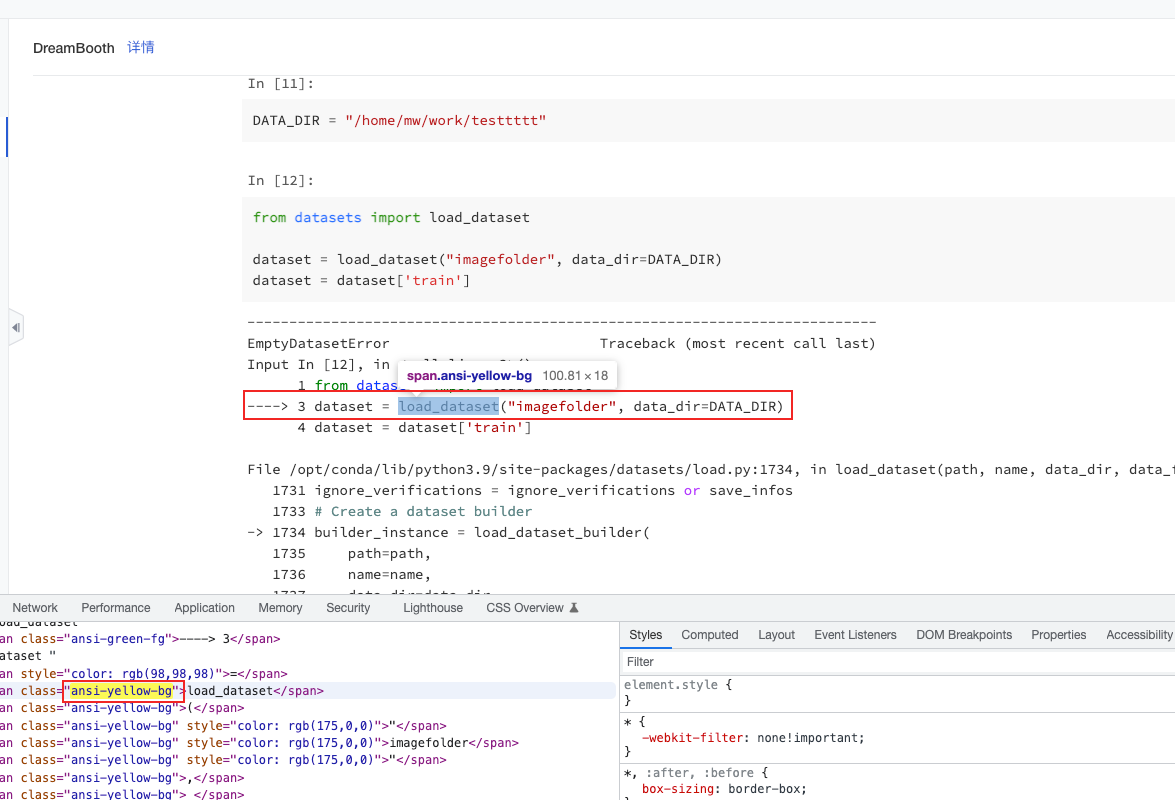 DreamBooth 详情
In [11]:
DATA_DIR = "/home/mw/work/testtttt"
In [12]:
from datasets import load_dataset
dataset = load_dataset("imagefolder", data_dir=DATA_DIR)
dataset = dataset['train']
---------------------------------------------------------------------------
EmptyDatasetError                         Traceback (most recent call last)
Input In [12], in
span.ansi-yellow-bg 100.81×18
1 from
----> 3 dataset = load_dataset("imagefolder", data_dir=DATA_DIR)
4 dataset = dataset['train']
File /opt/conda/lib/python3.9/site-packages/datasets/load.py:1734, in load_dataset(path, name, data_dir,
1731 ignore_verifications = ignore_verifications or save_infos
1733 # Create a dataset builder
-> 1734 builder_instance = load_dataset_builder(
1735     path=path,
1736     name=name,
Network Performance Application Memory Security Lighthouse CSS Overview
an class="ansi-green-fg">----> 3</span>
ataset "
an style="color: rgb(98,98,98)">=</span>
an class="ansi-yellow-bg">load_dataset</span>
an class="ansi-yellow-bg">(</span>
an class="ansi-yellow-bg" style="color: rgb(175,0,0)">"</span>
an class="ansi-yellow-bg" style="color: rgb(175,0,0)">imagefolder</span>
an class="ansi-yellow-bg" style="color: rgb(175,0,0)">"</span>
an class="ansi-yellow-bg">,</span>
an class="ansi-yellow-bg"> </span>
Styles Computed Layout Event Listeners DOM Breakpoints Properties Accessibility
Filter
element.style {
}
* {
-webkit-filter: none!important;
}
*, :after, :before {
box-sizing: border-box;